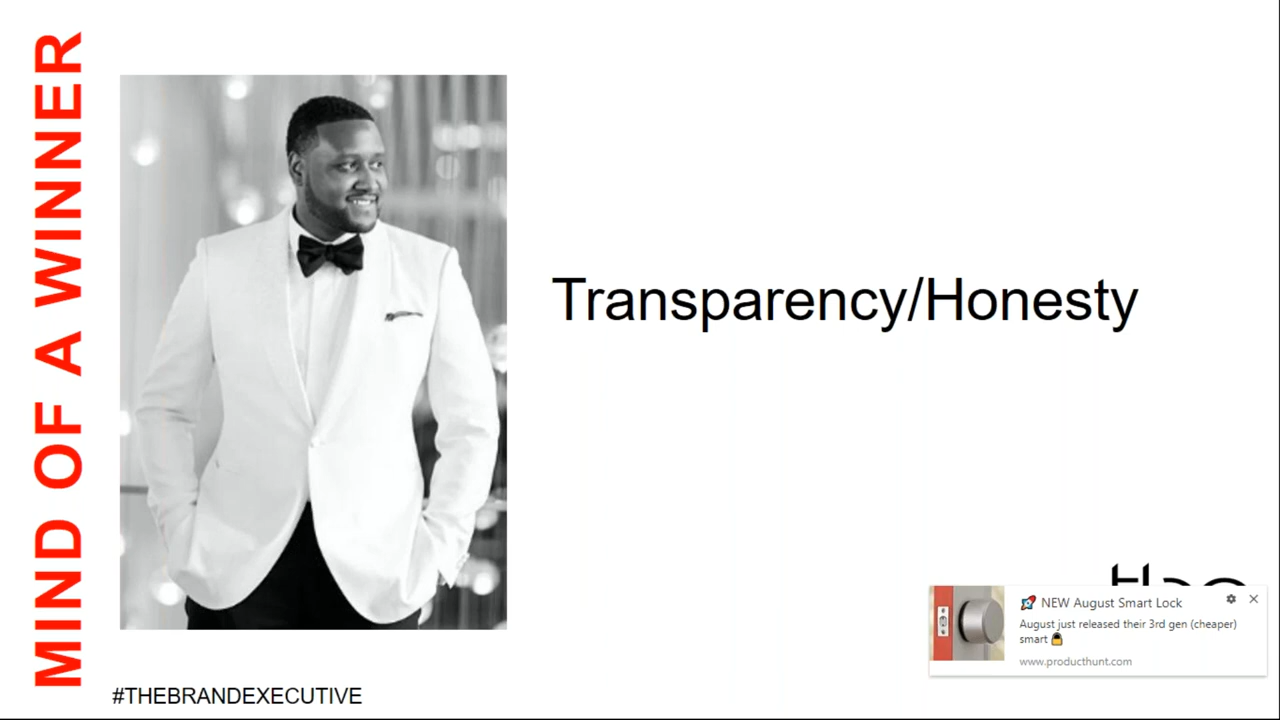 MIND OF A WINNER
Transparency/Honesty
NEW August Smart Lock
August just released their 3rd gen (cheaper)
smart
www.producthunt.com
#THEBRANDEXECUTIVE